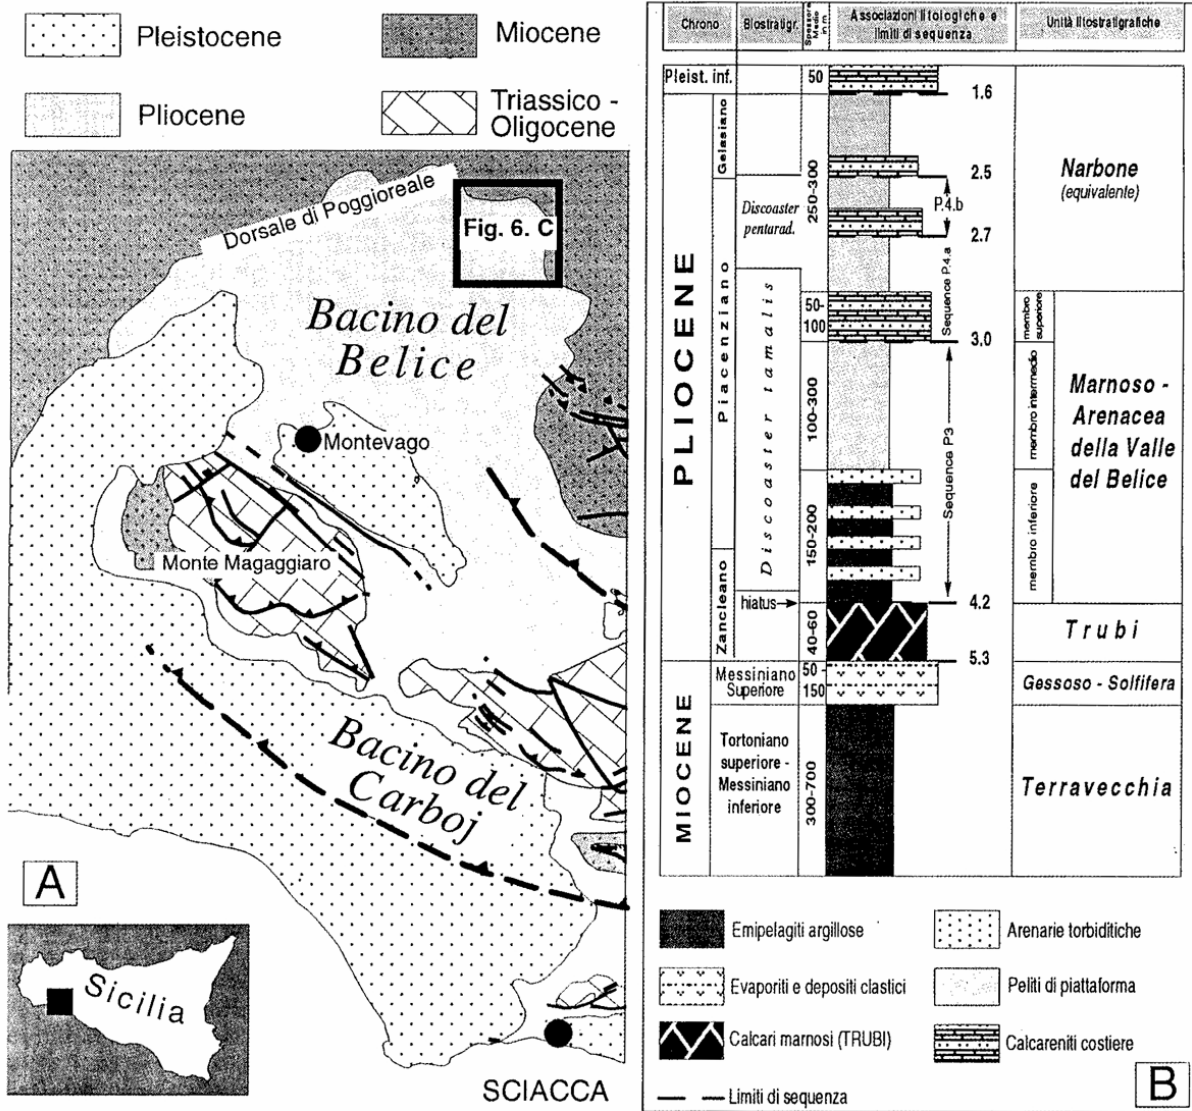 Pleistocene
Miocene
Pliocene
Triassico -
Oligocene
Dorsale di Poggioreale
Fig. 6. C
Bacino del
Belice
Montevago
Monte Magaggiaro
Bacino del
Carboj
A
Sicilia
SCIACCA
Chrono
Biostratigr.
Spessore
Medio
in m.
Associazioni litologiche e
limiti di sequenza
Unità litostratigrafiche
Pleist. inf.
50
1.6
PLIOCENE
Gelasiano
250-300
2.5
Narbone
(equivalente)
Discoaster
pentarad.
P.4.b
2.7
Piacenziano
Discoaster tamalis
Sequence P.4.a
50-
100
membro
superiore
3.0
100-300
Sequence P3
membro intermedio
Marnoso -
Arenacea
della Valle
del Belice
150-200
membro inferiore
Zancleano
hiatus
4.2
40-60
Trubi
5.3
MIOCENE
Messiniano
Superiore
50 -
150
Gessoso - Solfifera
Tortoniano
superiore -
Messiniano
inferiore
300-700
Terravecchia
Emipelagiti argillose
Arenarie torbiditiche
Evaporiti e depositi clastici
Peliti di piattaforma
Calcari marnosi (TRUBI)
Calcareniti costiere
Limiti di sequenza
B